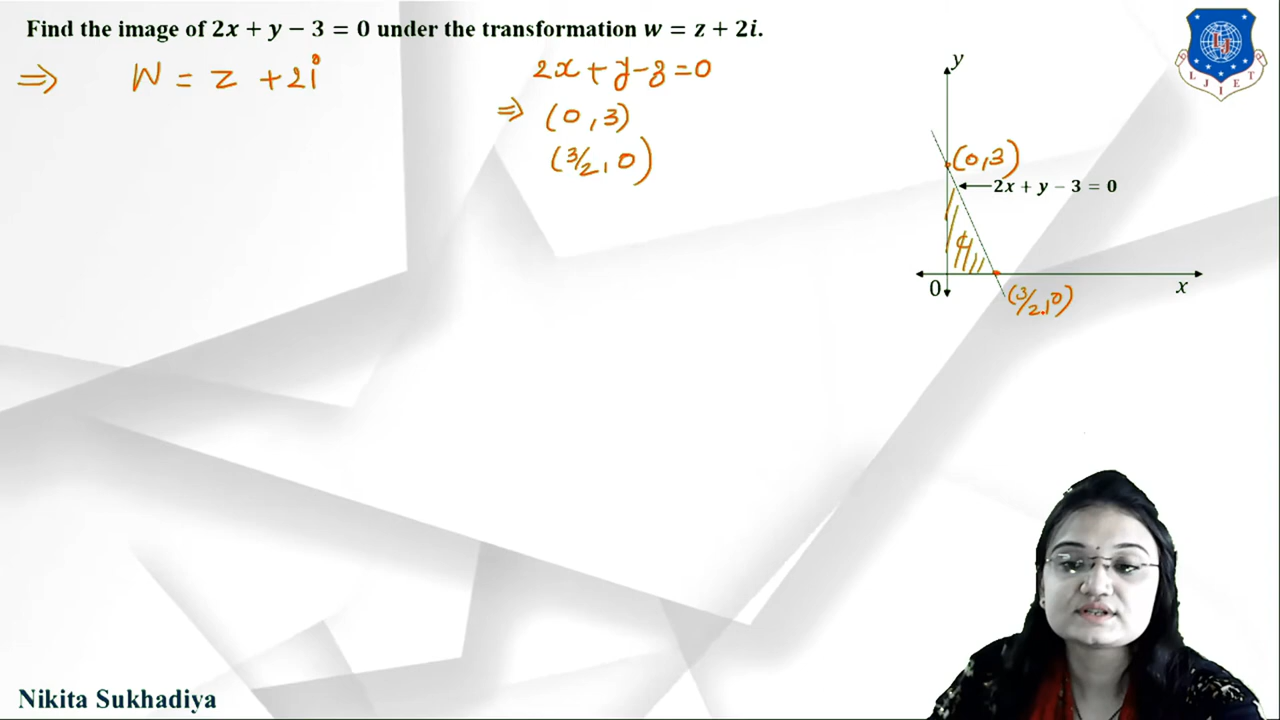 Find the image of 2x + y − 3 = 0 under the transformation w = z + 2i.
⇒ W = z + 2i
2x + y - 3 = 0
⇒ (0, 3)
(3/2, 0)
y
(0, 3)
2x + y − 3 = 0
0
(3/2, 0)
x
LJIET
Nikita Sukhadiya